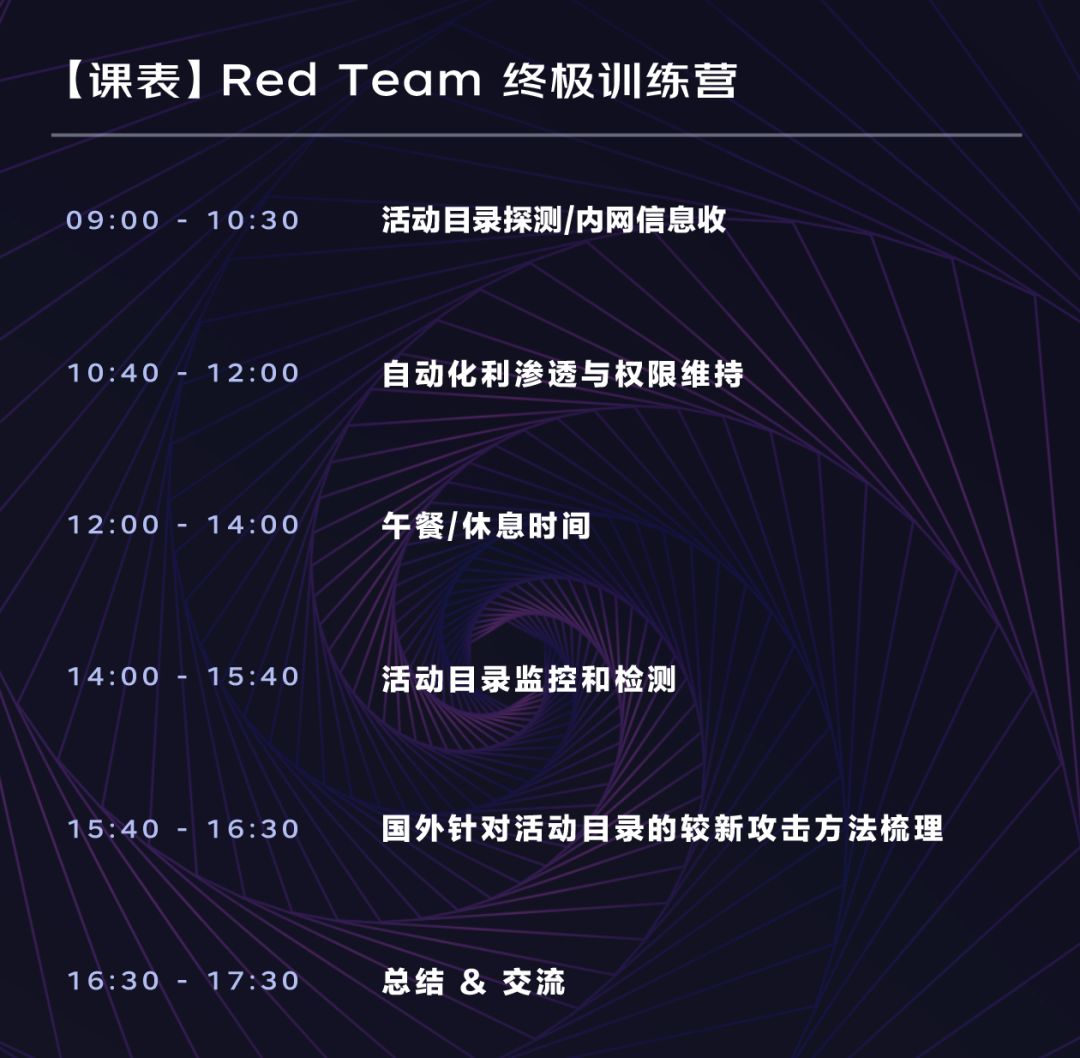 【课表】Red Team 终极训练营
09:00 - 10:30 活动目录探测/内网信息收
10:40 - 12:00 自动化利渗透与权限维持
12:00 - 14:00 午餐/休息时间
14:00 - 15:40 活动目录监控和检测
15:40 - 16:30 国外针对活动目录的较新攻击方法梳理
16:30 - 17:30 总结 & 交流